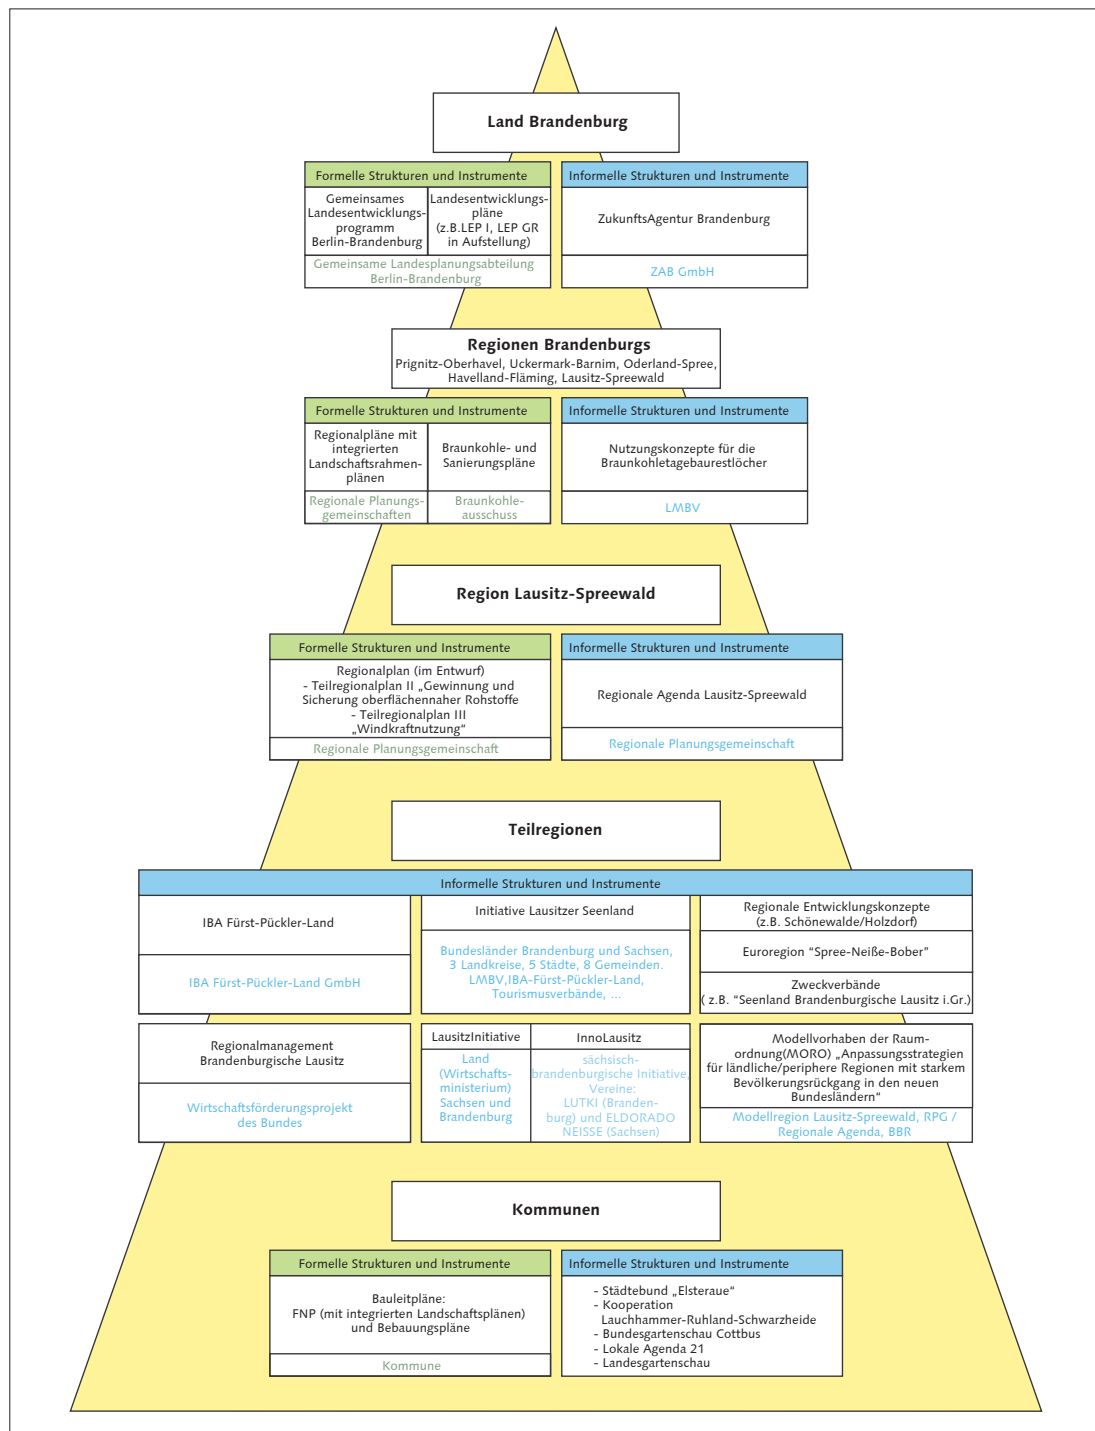 Land Brandenburg
Formelle Strukturen und Instrumente
Gemeinsames
Landesentwicklungs-
programm
Berlin-Brandenburg
Landesentwicklungs-
pläne
(z.B.LEP I, LEP GR
in Aufstellung)
Gemeinsame Landesplanungsabteilung
Berlin-Brandenburg
Informelle Strukturen und Instrumente
ZukunftsAgentur Brandenburg
ZAB GmbH
Regionen Brandenburgs
Prignitz-Oberhavel, Uckermark-Barnim, Oderland-Spree,
Havelland-Fläming, Lausitz-Spreewald
Formelle Strukturen und Instrumente
Regionalpläne mit
integrierten
Landschaftsrahmen-
plänen
Braunkohle- und
Sanierungspläne
Regionale Planungs-
gemeinschaften
Braunkohle-
ausschuss
Informelle Strukturen und Instrumente
Nutzungskonzepte für die
Braunkohletagebaurestlöcher
LMBV
Region Lausitz-Spreewald
Formelle Strukturen und Instrumente
Regionalplan (im Entwurf)
- Teilregionalplan II „Gewinnung und
Sicherung oberflächennaher Rohstoffe
- Teilregionalplan III
„Windkraftnutzung“
Regionale Planungsgemeinschaft
Informelle Strukturen und Instrumente
Regionale Agenda Lausitz-Spreewald
Regionale Planungsgemeinschaft
Teilregionen
Informelle Strukturen und Instrumente
IBA Fürst-Pückler-Land
IBA Fürst-Pückler-Land GmbH
Initiative Lausitzer Seenland
Bundesländer Brandenburg und Sachsen,
3 Landkreise, 5 Städte, 8 Gemeinden.
LMBV,IBA-Fürst-Pückler-Land,
Tourismusverbände, ...
Regionale Entwicklungskonzepte
(z.B. Schönewalde/Holzdorf)
Euroregion “Spree-Neiße-Bober”
Zweckverbände
( z.B. “Seenland Brandenburgische Lausitz i.Gr.)
Regionalmanagement
Brandenburgische Lausitz
Wirtschaftsförderungsprojekt
des Bundes
LausitzInitiative
Land
(Wirtschafts-
ministerium)
Sachsen und
Brandenburg
InnoLausitz
sächsisch-
brandenburgische Initiative,
Vereine:
LUTKI (Branden-
burg) und ELDORADO
NEISSE (Sachsen)
Modellvorhaben der Raum-
ordnung(MORO) „Anpassungsstrategien
für ländliche/periphere Regionen mit starkem
Bevölkerungsrückgang in den neuen
Bundesländern“
Modellregion Lausitz-Spreewald, RPG /
Regionale Agenda, BBR
Kommunen
Formelle Strukturen und Instrumente
Bauleitpläne:
FNP (mit integrierten Landschaftsplänen)
und Bebauungspläne
Kommune
Informelle Strukturen und Instrumente
- Städtebund „Elsteraue“
- Kooperation
Lauchhammer-Ruhland-Schwarzheide
- Bundesgartenschau Cottbus
- Lokale Agenda 21
- Landesgartenschau